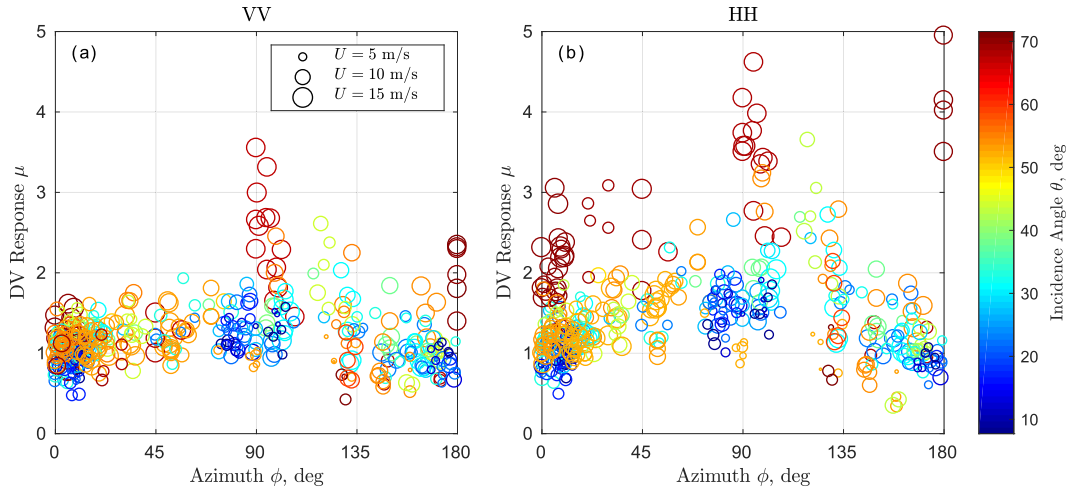 VV
HH
(a)
U = 5 m/s
U = 10 m/s
U = 15 m/s
(b)
5
4
3
2
1
0
DV Response μ
0
45
90
135
180
Azimuth ϕ, deg
5
4
3
2
1
0
DV Response μ
0
45
90
135
180
Azimuth ϕ, deg
70
60
50
40
30
20
10
Incidence Angle θ, deg